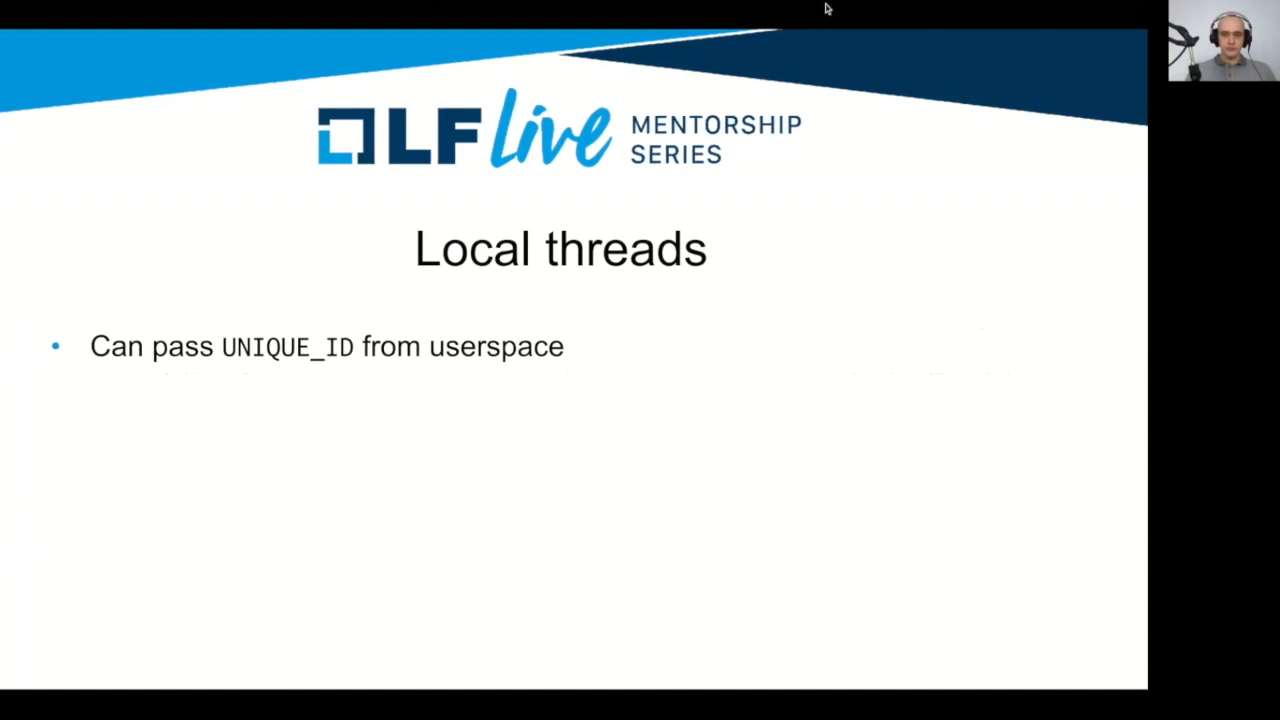 LF live MENTORSHIP
SERIES
Local threads
• Can pass UNIQUE_ID from userspace